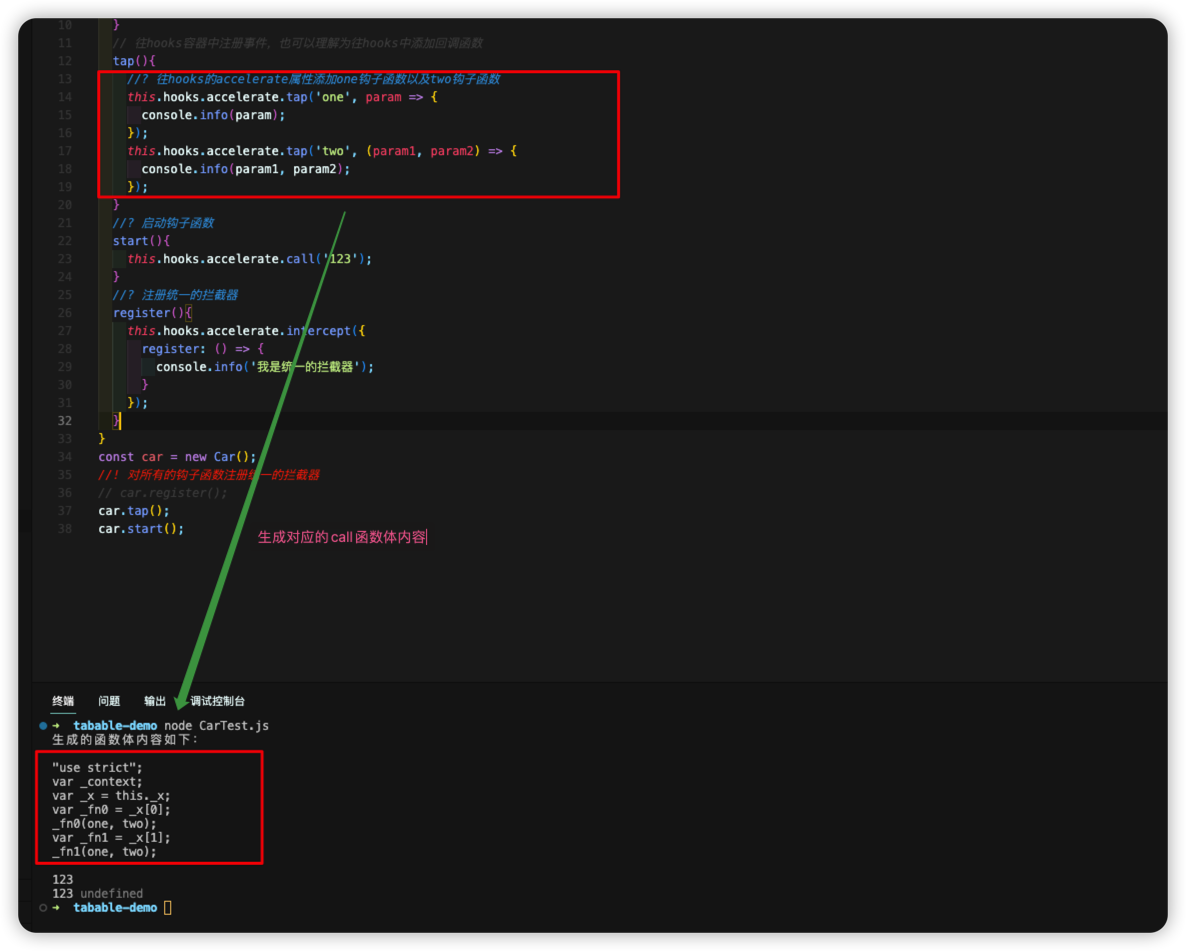 10 }
11 // 往hooks容器中注册事件，也可以理解为往hooks中添加回调函数
12 tap(){
13 //? 往hooks的accelerate属性添加one钩子函数以及two钩子函数
14 this.hooks.accelerate.tap('one', param => {
15 console.info(param);
16 });
17 this.hooks.accelerate.tap('two', (param1, param2) => {
18 console.info(param1, param2);
19 });
20 }
21 //? 启动钩子函数
22 start(){
23 this.hooks.accelerate.call('123');
24 }
25 //? 注册统一的拦截器
26 register(){
27 this.hooks.accelerate.intercept({
28 register: () => {
29 console.info('我是统一的拦截器');
30 }
31 });
32 }
33 }
34 const car = new Car();
35 //! 对所有的钩子函数注册统一的拦截器
36 // car.register();
37 car.tap();
38 car.start();
生成对应的call函数体内容
终端 问题 输出 调试控制台
→ tabable-demo node CarTest.js
生成的函数体内容如下：
"use strict";
var _context;
var _x = this._x;
var _fn0 = _x[0];
_fn0(one, two);
var _fn1 = _x[1];
_fn1(one, two);
123
123 undefined
→ tabable-demo